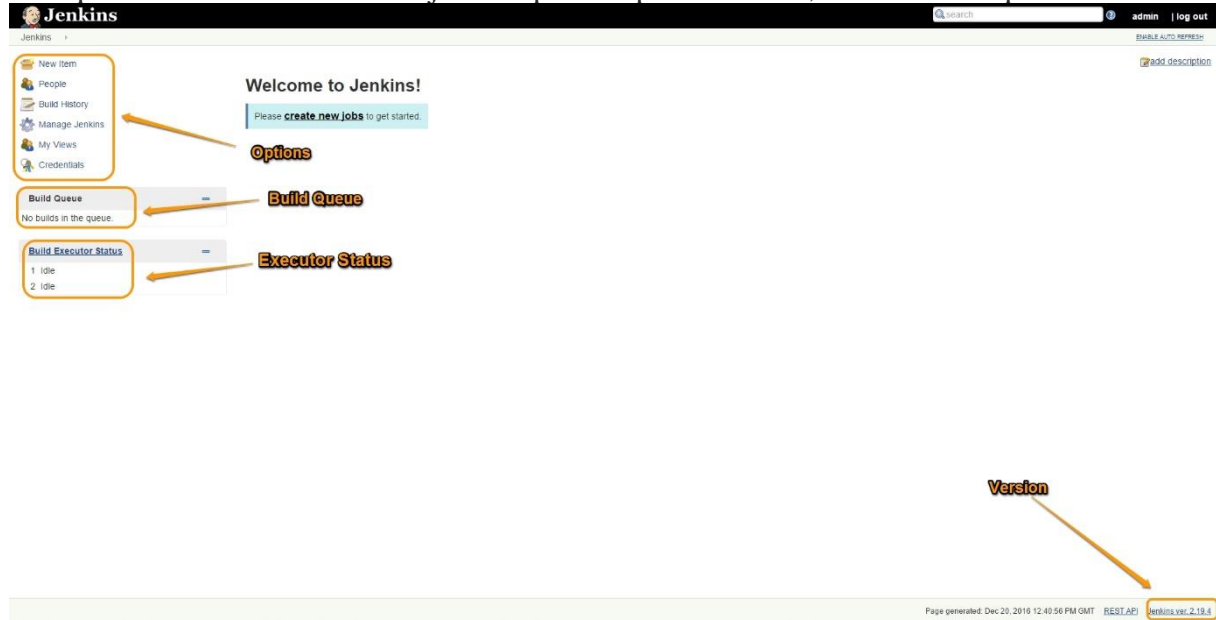 Jenkins
search
admin | log out
Jenkins ›
ENABLE AUTO REFRESH
New Item
People
Build History
Manage Jenkins
My Views
Credentials
add description
Welcome to Jenkins!
Please create new jobs to get started.
Options
Build Queue
No builds in the queue.
Build Queue
Build Executor Status
1 Idle
2 Idle
Executor Status
Version
Page generated: Dec 20, 2016 12:40:56 PM GMT REST API Jenkins ver. 2.19.4